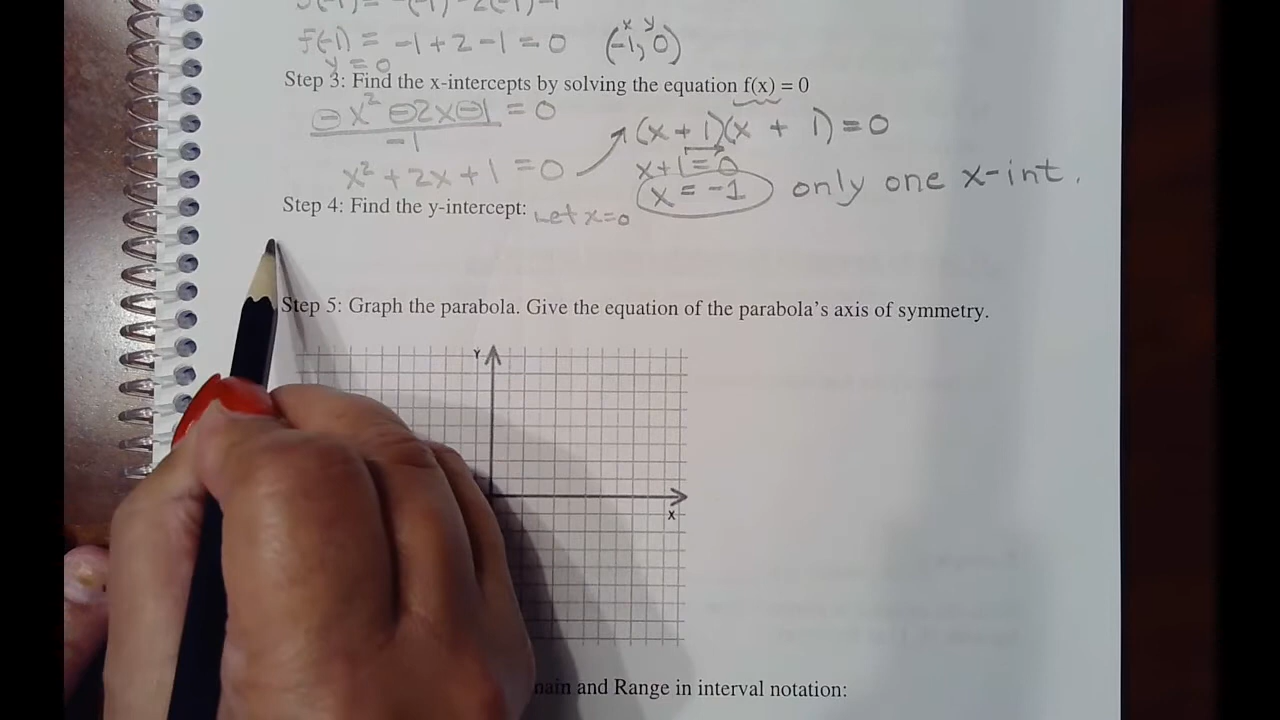 f(-1) = -1 + 2 - 1 = 0 (-1, 0)
x y
y = 0
Step 3: Find the x-intercepts by solving the equation f(x) = 0
-x² -2x -1 = 0
-1
(x + 1)(x + 1) = 0
x² + 2x + 1 = 0
x + 1 = 0
x = -1 only one x-int.
Step 4: Find the y-intercept: Let x=0
Step 5: Graph the parabola. Give the equation of the parabola's axis of symmetry.
Y
X
and Range in interval notation: